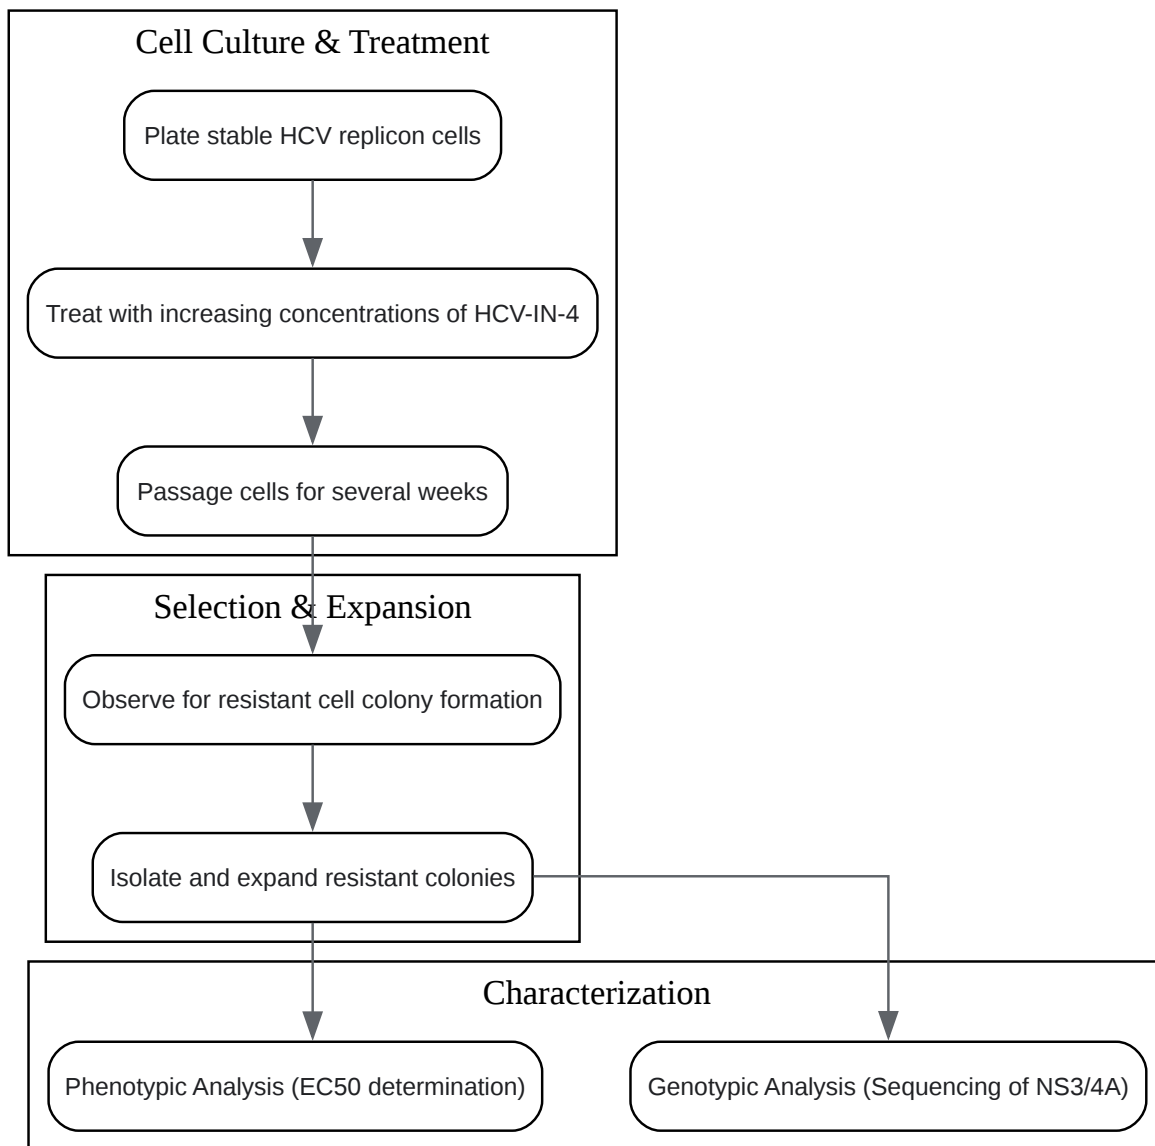 Cell Culture & Treatment
Plate stable HCV replicon cells
Treat with increasing concentrations of HCV-IN-4
Passage cells for several weeks
Selection & Expansion
Observe for resistant cell colony formation
Isolate and expand resistant colonies
Characterization
Phenotypic Analysis (EC50 determination)
Genotypic Analysis (Sequencing of NS3/4A)